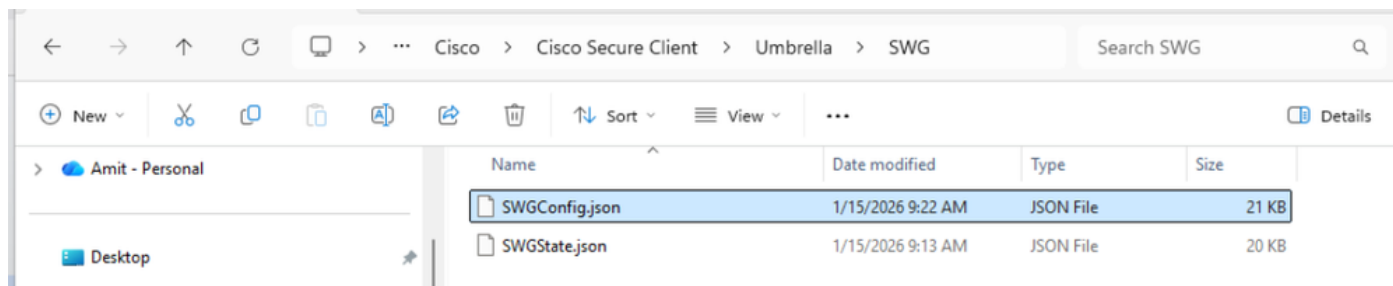 … Cisco > Cisco Secure Client > Umbrella > SWG Search SWG
New Sort View … Details
Name Date modified Type Size
> Amit - Personal
SWGConfig.json 1/15/2026 9:22 AM JSON File 21 KB
SWGState.json 1/15/2026 9:13 AM JSON File 20 KB
Desktop